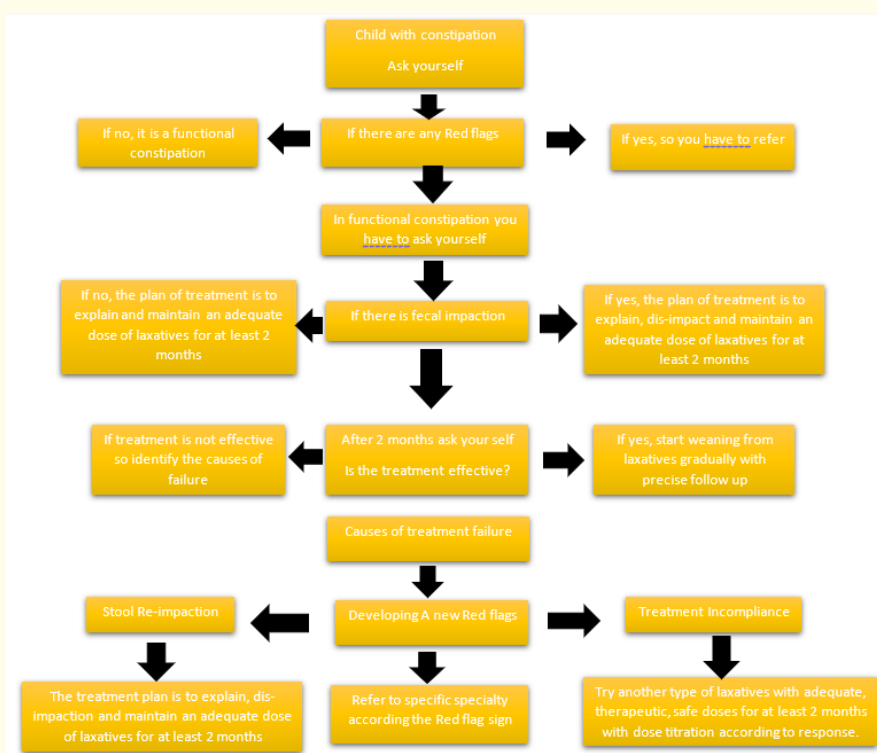 Child with constipation
Ask yourself
If no, it is a functional
constipation
If there are any Red flags
If yes, so you have to refer
In functional constipation you
have to ask yourself
If no, the plan of treatment is to
explain and maintain an adequate
dose of laxatives for at least 2
months
If there is fecal impaction
If yes, the plan of treatment is to
explain, dis-impact and maintain an
adequate dose of laxatives for at
least 2 months
If treatment is not effective
so identify the causes of
failure
After 2 months ask your self
Is the treatment effective?
If yes, start weaning from
laxatives gradually with
precise follow up
Causes of treatment failure
Stool Re-impaction
Developing A new Red flags
Treatment Incompliance
The treatment plan is to explain, dis-
impaction and maintain an adequate dose
of laxatives for at least 2 months
Refer to specific specialty
according the Red flag sign
Try another type of laxatives with adequate,
therapeutic, safe doses for at least 2 months
with dose titration according to response.